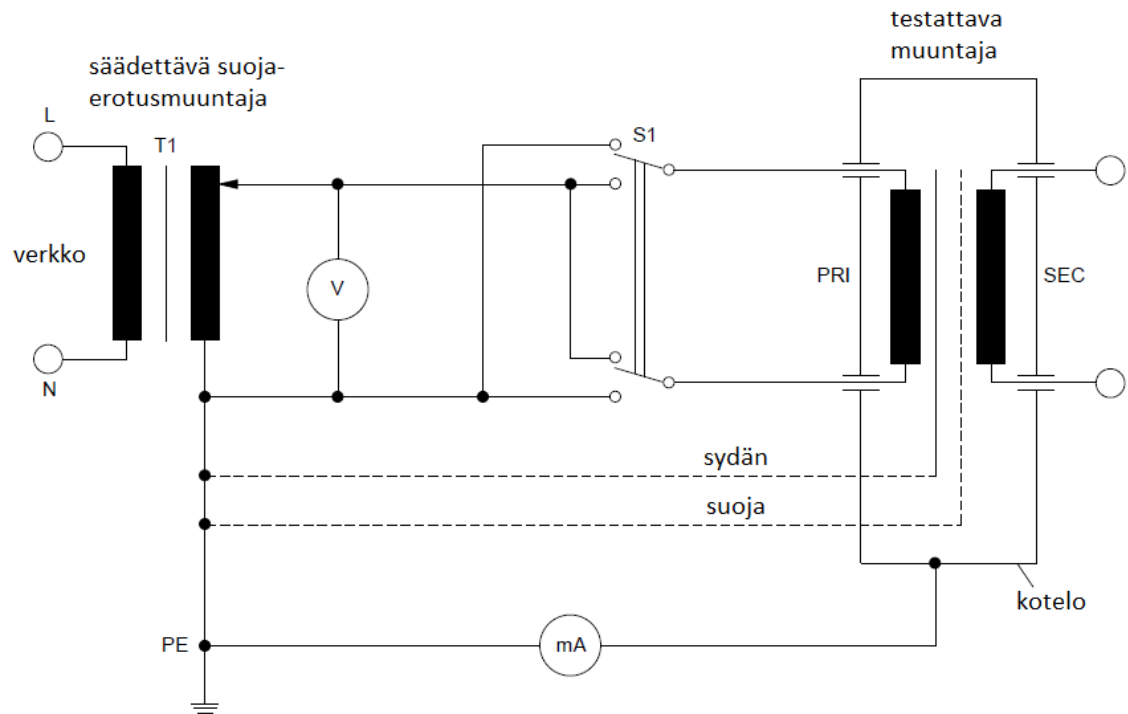 testattava
muuntaja
säädettävä suoja-
erotusmuuntaja
L
T1
S1
verkko
V
PRI
SEC
N
sydän
suoja
kotelo
PE
mA